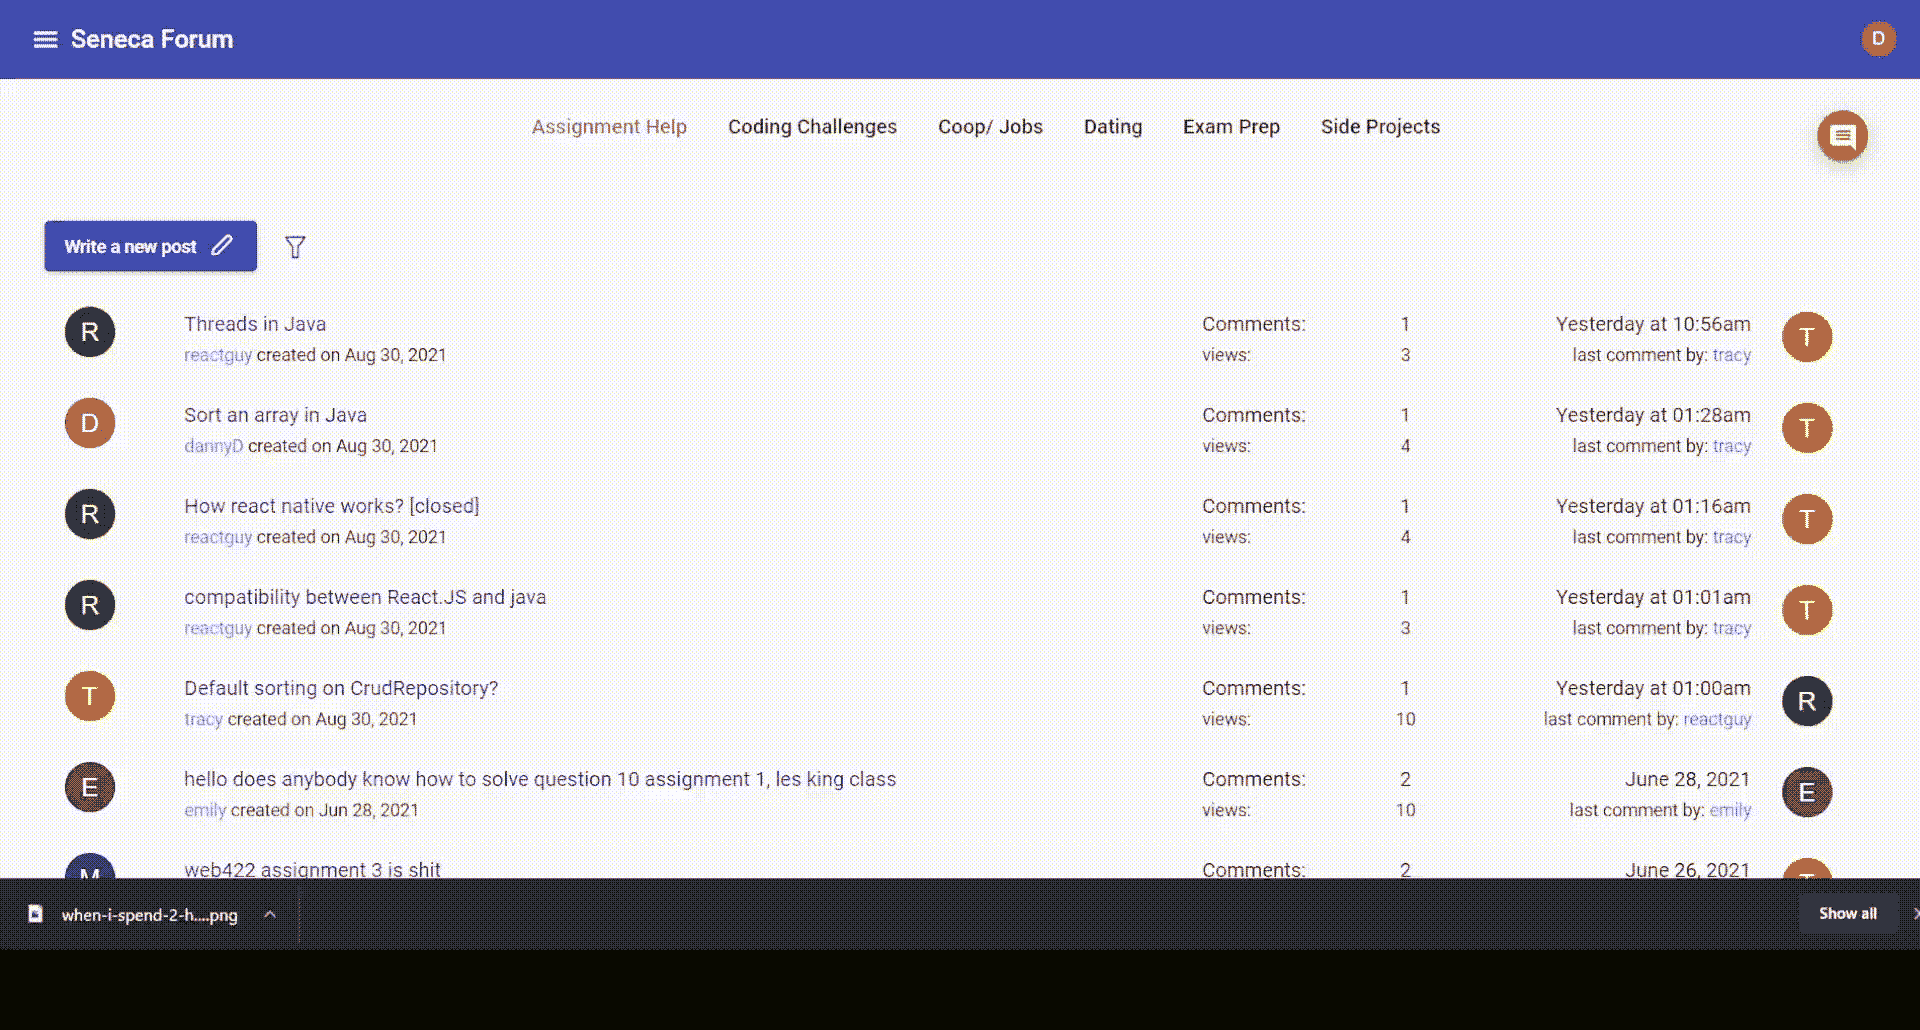 Seneca Forum
D
Assignment Help Coding Challenges Coop/ Jobs Dating Exam Prep Side Projects
Write a new post
R Threads in Java Comments: 1 Yesterday at 10:56am T
reactguy created on Aug 30, 2021 views: 3 last comment by: tracy
D Sort an array in Java Comments: 1 Yesterday at 01:28am T
dannyD created on Aug 30, 2021 views: 4 last comment by: tracy
R How react native works? [closed] Comments: 1 Yesterday at 01:16am T
reactguy created on Aug 30, 2021 views: 4 last comment by: tracy
R compatibility between React.JS and java Comments: 1 Yesterday at 01:01am T
reactguy created on Aug 30, 2021 views: 3 last comment by: tracy
T Default sorting on CrudRepository? Comments: 1 Yesterday at 01:00am R
tracy created on Aug 30, 2021 views: 10 last comment by: reactguy
E hello does anybody know how to solve question 10 assignment 1, les king class Comments: 2 June 28, 2021 E
emily created on Jun 28, 2021 views: 10 last comment by: emily
M web422 assignment 3 is shit Comments: 2 June 26, 2021 T
when-i-spend-2-h....png Show all